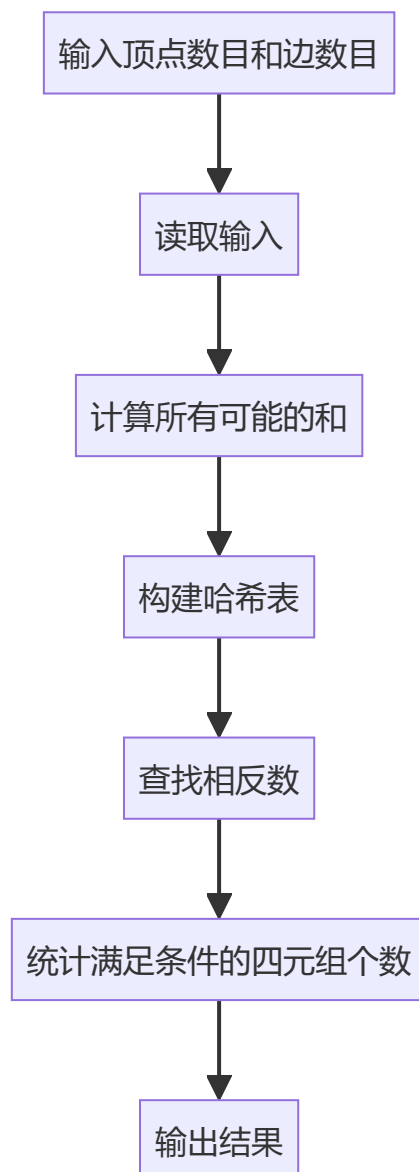 输入顶点数目和边数目
读取输入
计算所有可能的和
构建哈希表
查找相反数
统计满足条件的四元组个数
输出结果